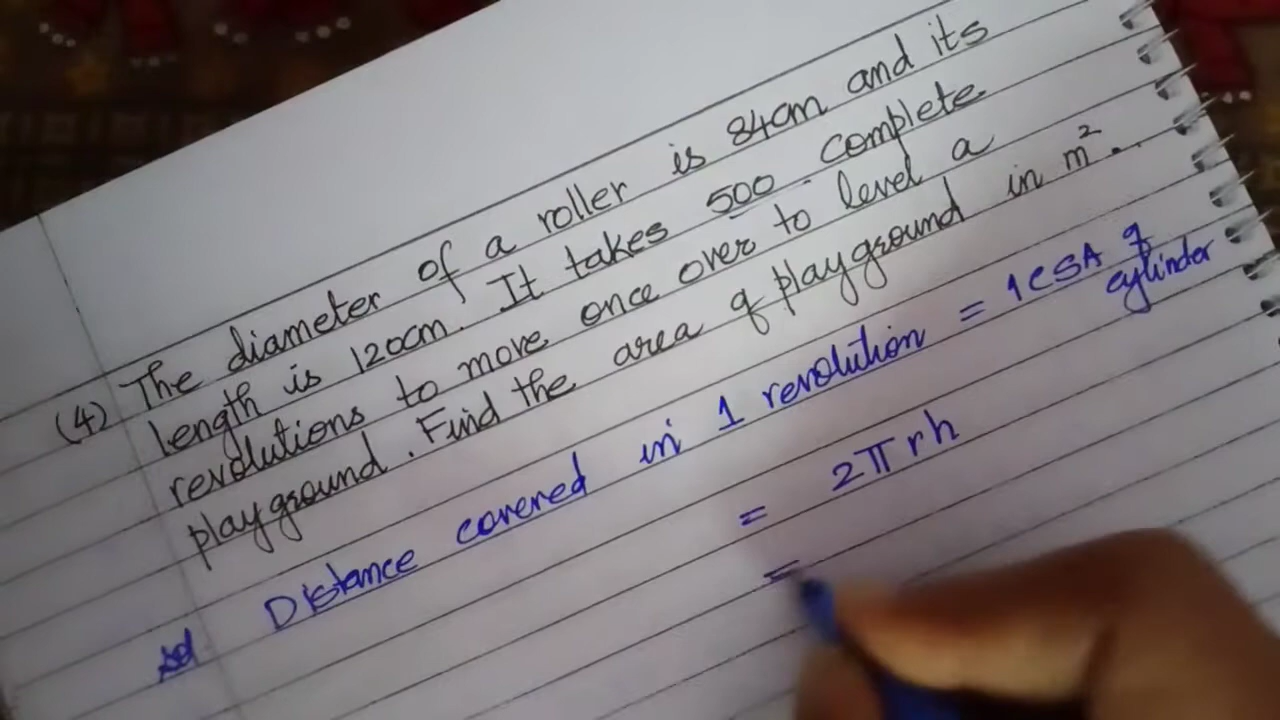 (4) The diameter of a roller is 84cm and its
length is 120cm. It takes 500 complete
revolutions to move once over to level a
playground. Find the area of playground in m².
Sol Distance covered in 1 revolution = 1 CSA of
cylinder
= 2πrh
=